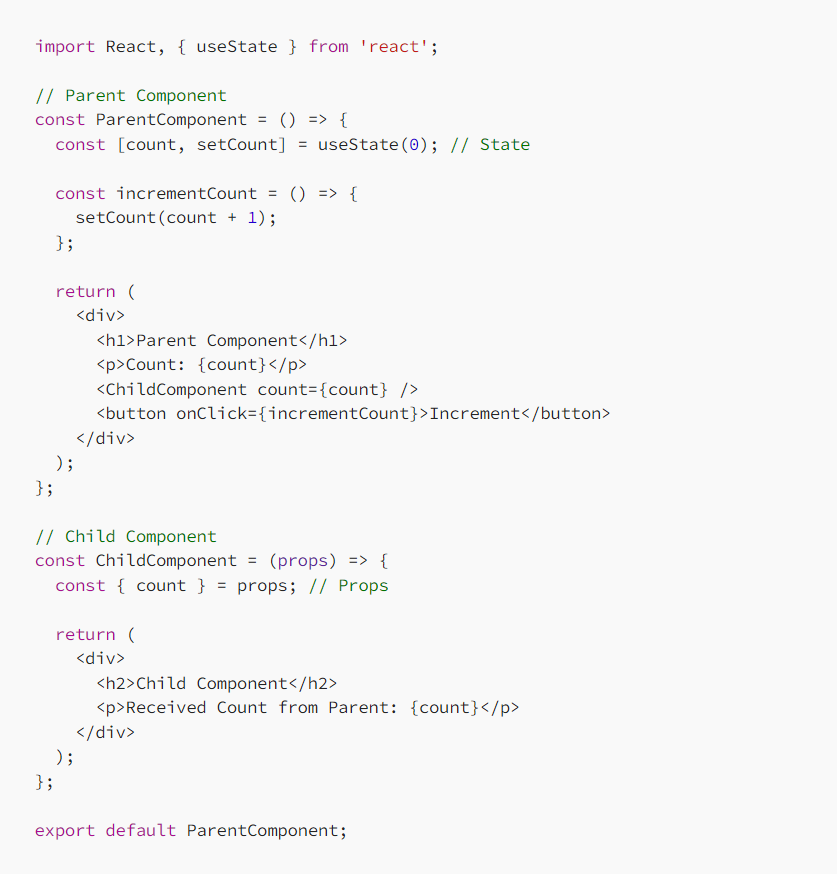 import React, { useState } from 'react';
// Parent Component
const ParentComponent = () => {
  const [count, setCount] = useState(0); // State
  const incrementCount = () => {
    setCount(count + 1);
  };
  return (
    <div>
      <h1>Parent Component</h1>
      <p>Count: {count}</p>
      <ChildComponent count={count} />
      <button onClick={incrementCount}>Increment</button>
    </div>
  );
};
// Child Component
const ChildComponent = (props) => {
  const { count } = props; // Props
  return (
    <div>
      <h2>Child Component</h2>
      <p>Received Count from Parent: {count}</p>
    </div>
  );
};
export default ParentComponent;